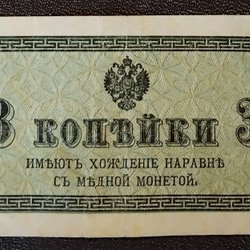 3 КОПѢЙКИ 3
ИМѢЮТЪ ХОЖДЕНІЕ НАРАВНѢ
СЪ МѢДНОЙ МОНЕТОЙ.